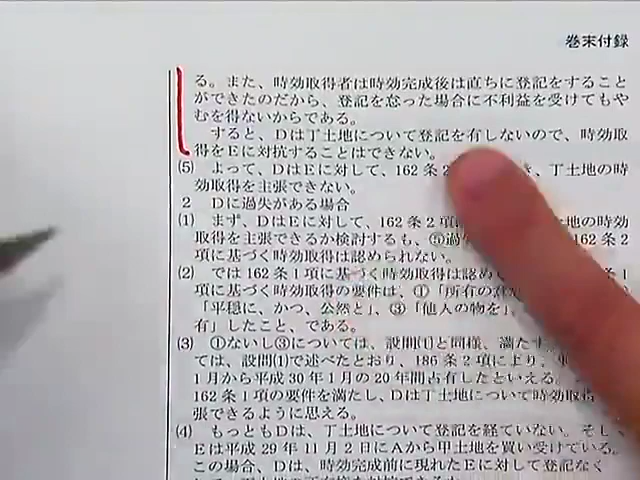 巻末付録
る。また、時効取得者は時効完成後は直ちに登記をすること
ができたのだから、登記を怠った場合に不利益を受けてもや
むを得ないからである。
すると、Dは丁土地について登記を有しないので、時効取
得をEに対抗することはできない。
(5) よって、DはEに対して、162条2 き、丁土地の時
効取得を主張できない。
2 Dに過失がある場合
(1) まず、DはEに対して、162条2項 地の時効
取得を主張できるか検討するも、⑤過 162条2
項に基づく時効取得は認められない。
(2) では162条1項に基づく時効取得は認め 1
項に基づく時効取得の要件は、①「所有の意
「平穏に、かつ、公然と」、③「他人の物を」
有」したこと、である。
(3) ①ないし③については、設問(1)と同様、満たす
ては、設問(1)で述べたとおり、186条2項により、
1月から平成30年1月の20年間占有したといえる。
162条1項の要件を満たし、Dは丁土地について時効取得
張できるように思える。
(4) もっともDは、丁土地について登記を経ていない。そし
Eは平成29年11月2日にAから甲土地を買い受けている。
この場合、Dは、時効完成前に現れたEに対して登記なく